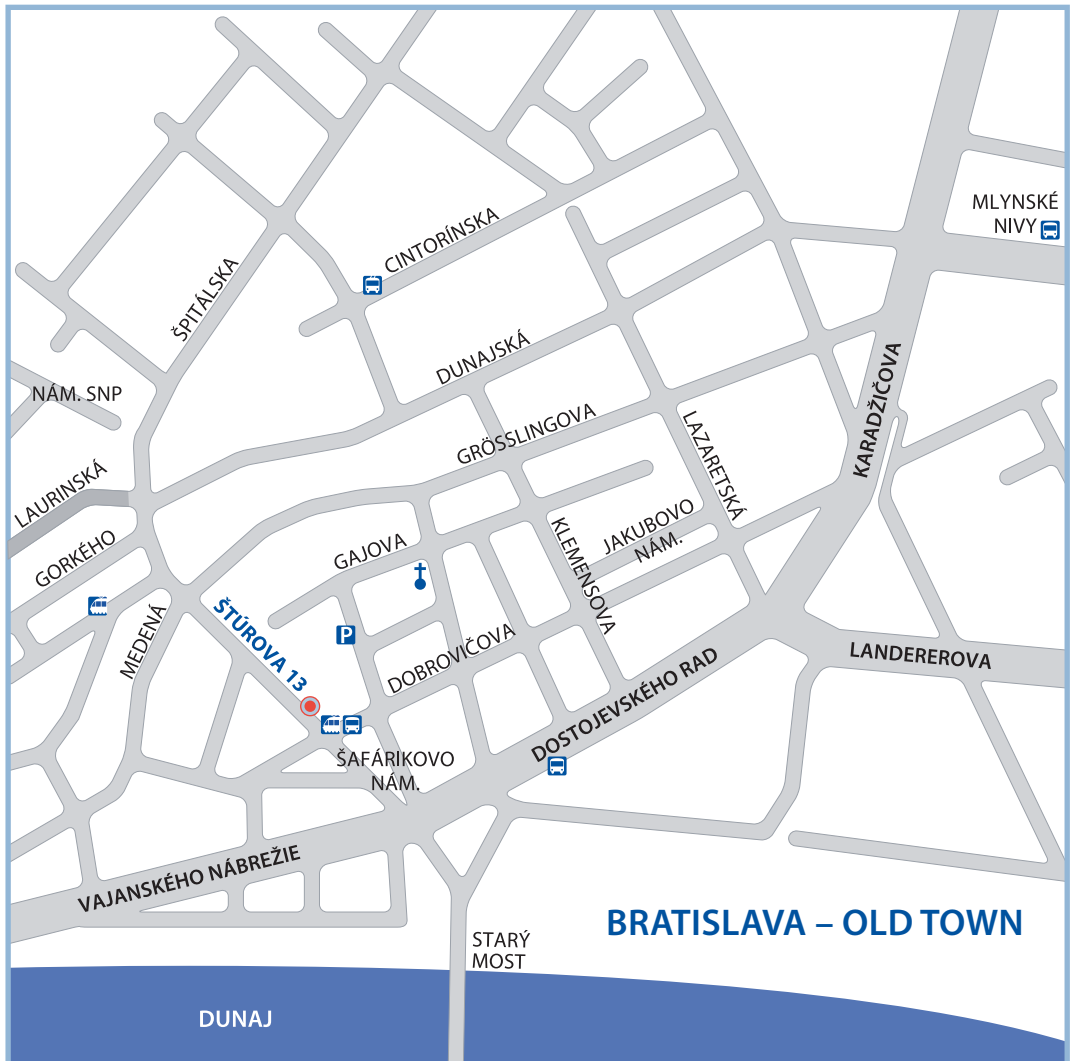 MLYNSKÉ
NIVY
CINTORÍNSKA
ŠPITÁLSKA
DUNAJSKÁ
NÁM. SNP
KARADŽIČOVA
GRÖSSLINGOVA
LAZARETSKÁ
LAURINSKÁ
GORKÉHO
GAJOVA
KLEMENSOVA
JAKUBOVO
NÁM.
MEDENÁ
ŠTÚROVA 13
P
DOBROVIČOVA
LANDEREROVA
DOSTOJEVSKÉHO RAD
ŠAFÁRIKOVO
NÁM.
VAJANSKÉHO NÁBREŽIE
BRATISLAVA – OLD TOWN
STARÝ
MOST
DUNAJ